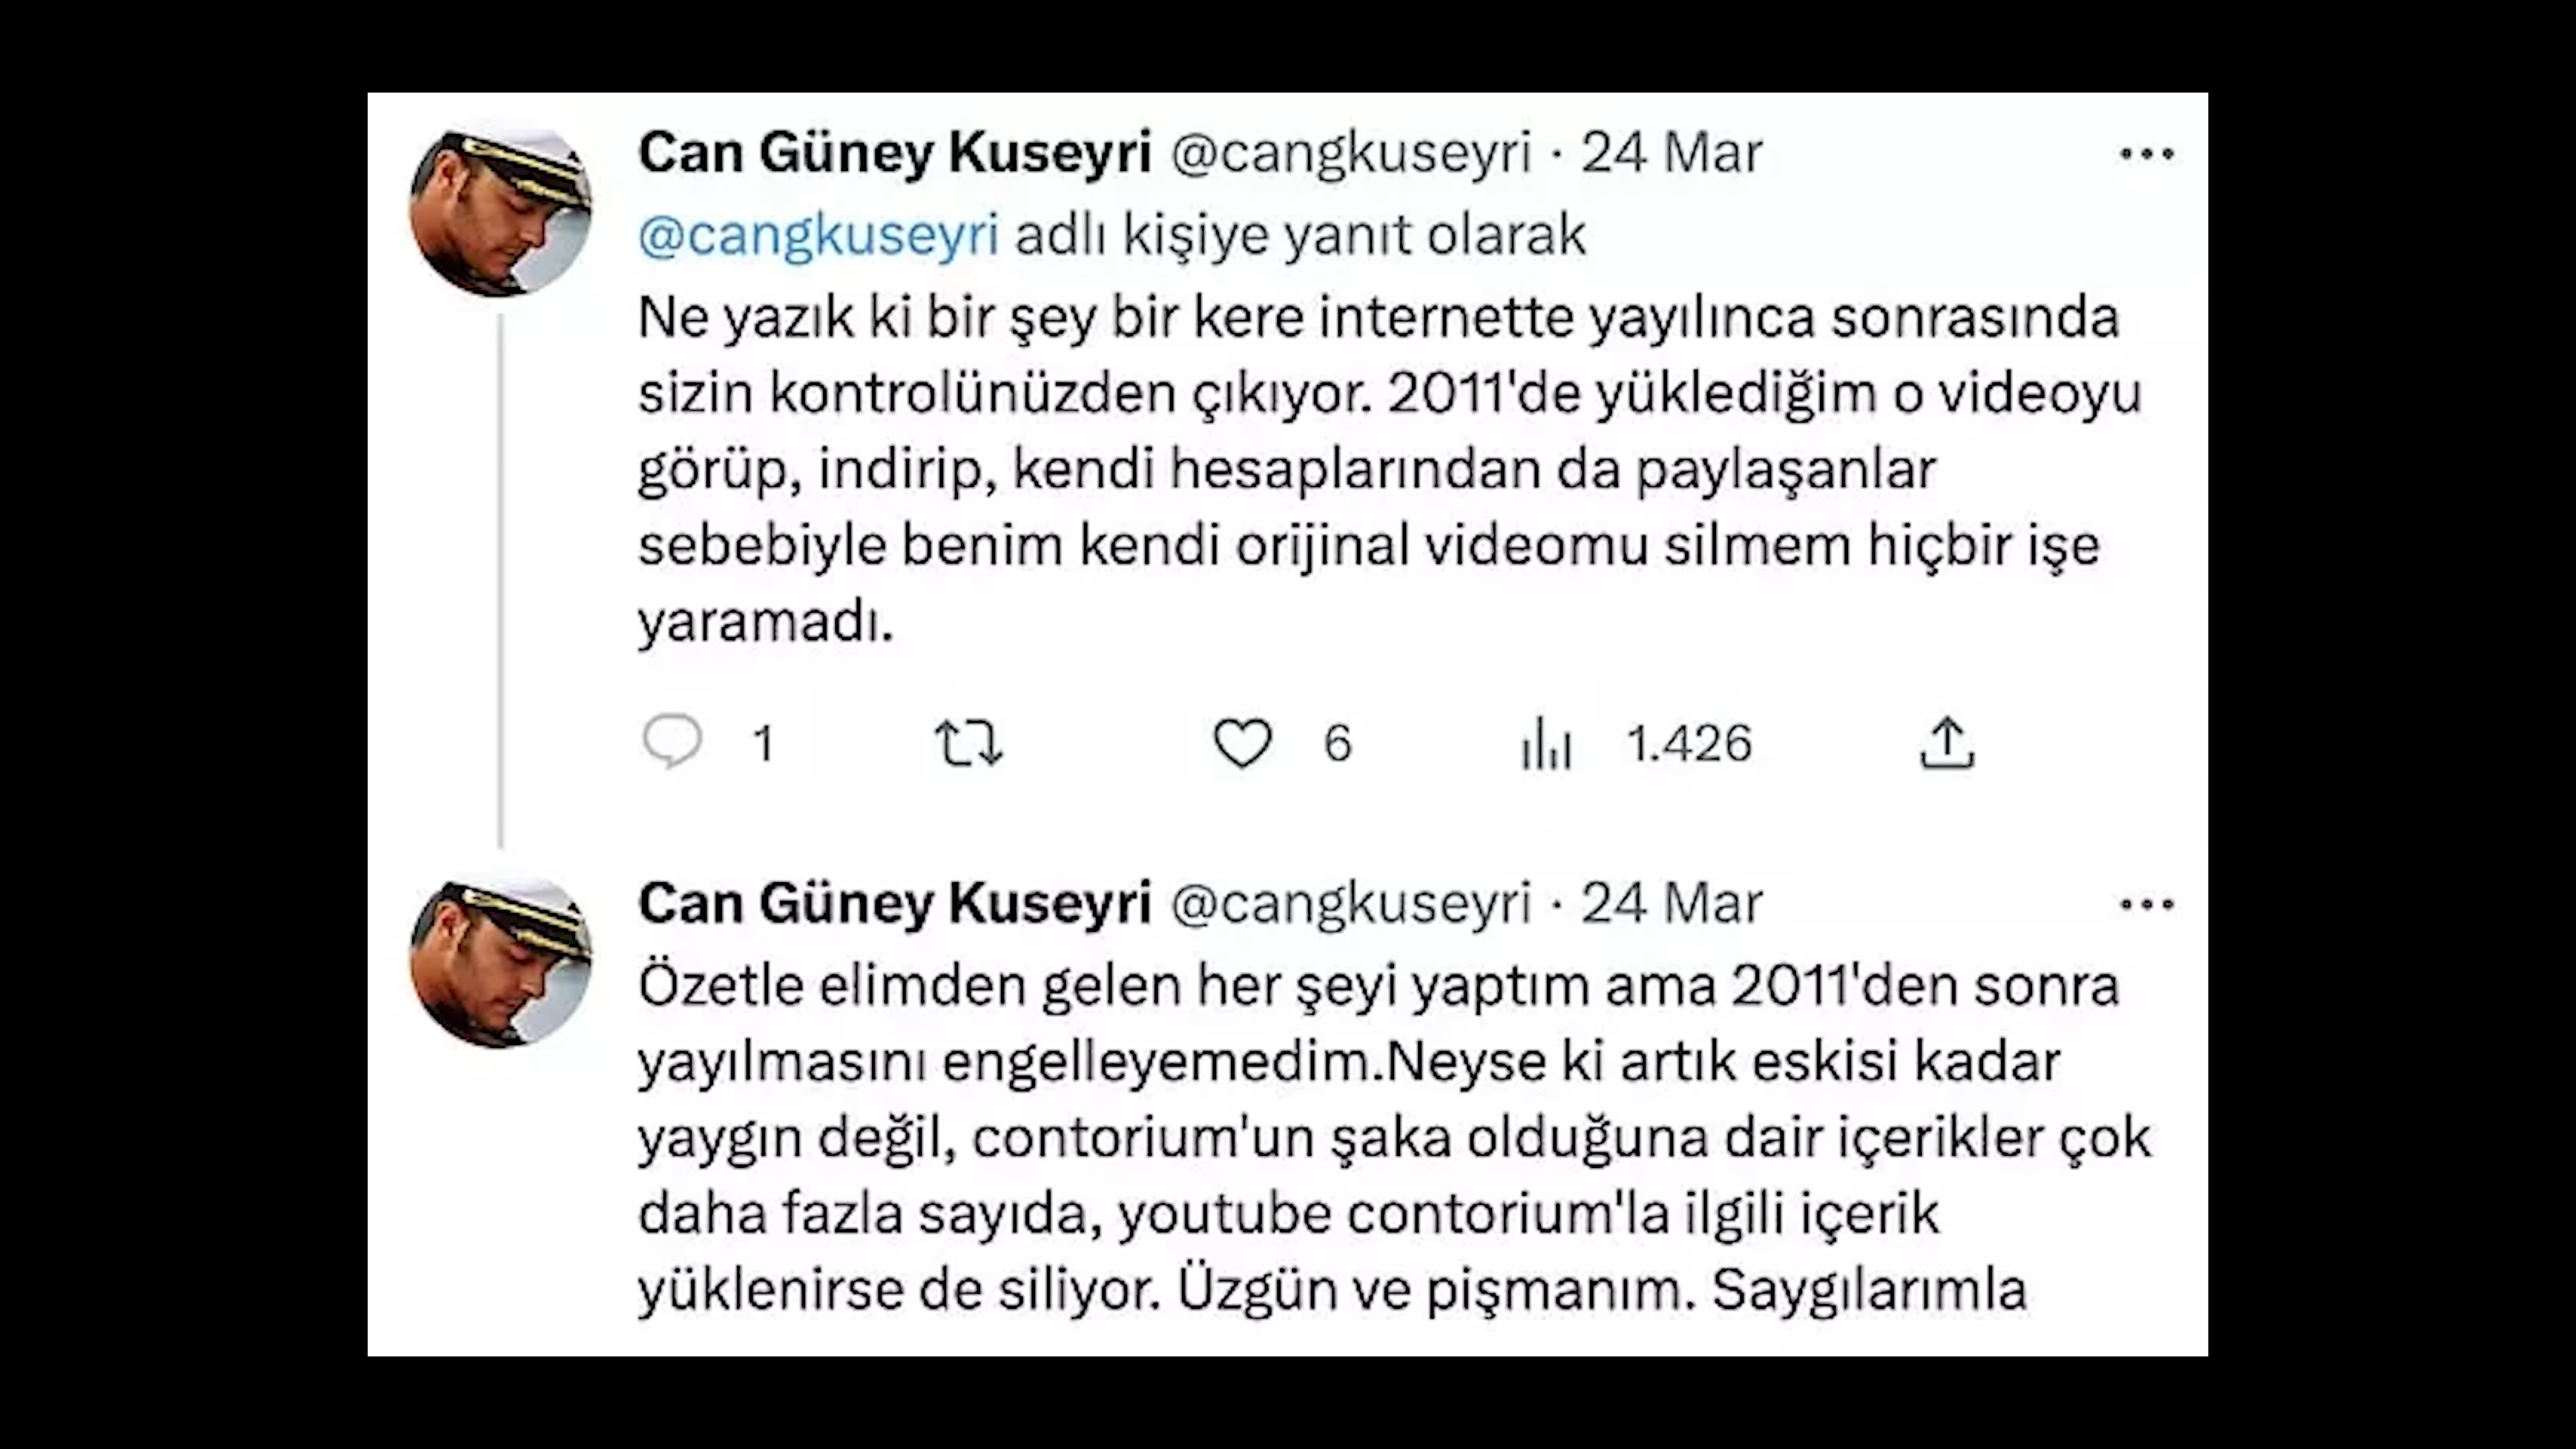 Can Güney Kuseyri @cangkuseyri · 24 Mar
@cangkuseyri adlı kişiye yanıt olarak
Ne yazık ki bir şey bir kere internette yayılınca sonrasında
sizin kontrolünüzden çıkıyor. 2011'de yüklediğim o videoyu
görüp, indirip, kendi hesaplarından da paylaşanlar
sebebiyle benim kendi orijinal videomu silmem hiçbir işe
yaramadı.
1 6 1.426
Can Güney Kuseyri @cangkuseyri · 24 Mar
Özetle elimden gelen her şeyi yaptım ama 2011'den sonra
yayılmasını engelleyemedim.Neyse ki artık eskisi kadar
yaygın değil, contorium'un şaka olduğuna dair içerikler çok
daha fazla sayıda, youtube contorium'la ilgili içerik
yüklenirse de siliyor. Üzgün ve pişmanım. Saygılarımla